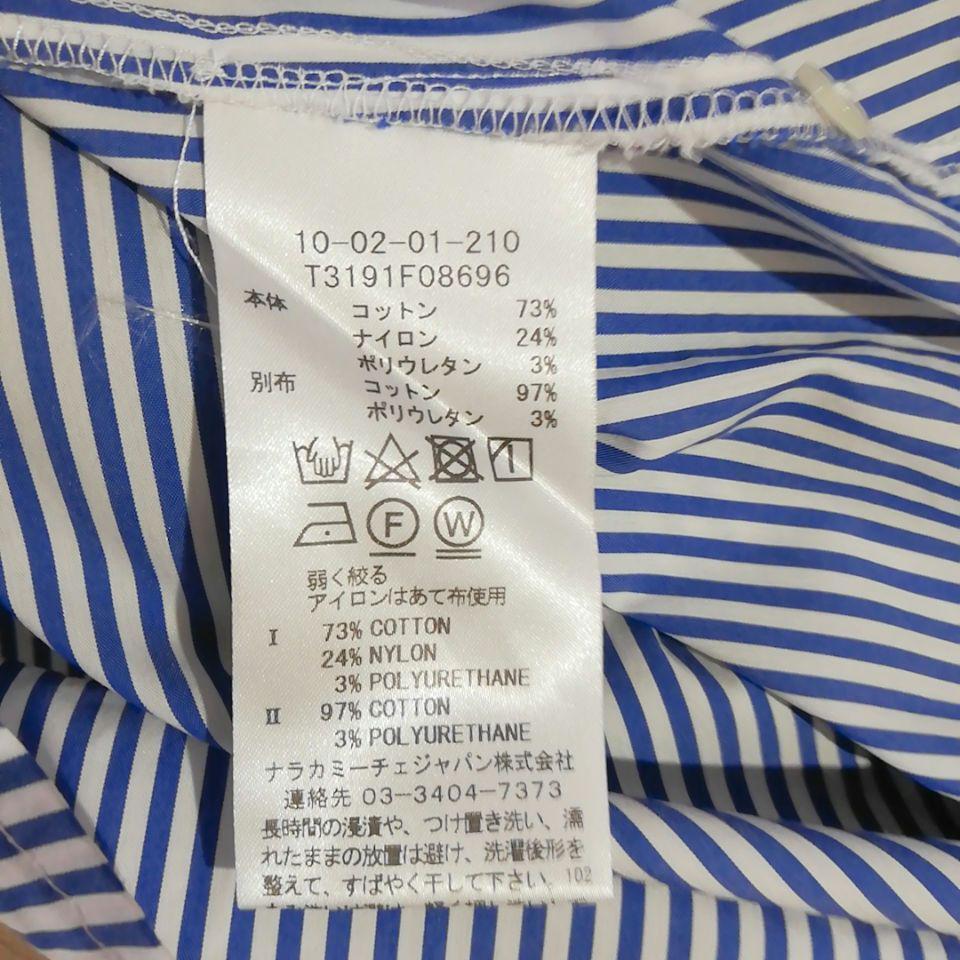 10-02-01-210
T3191F08696
本体 コットン 73%
ナイロン 24%
ポリウレタン 3%
別布 コットン 97%
ポリウレタン 3%
F W
弱く絞る
アイロンはあて布使用
I 73% COTTON
24% NYLON
3% POLYURETHANE
II 97% COTTON
3% POLYURETHANE
ナラカミーチェジャパン株式会社
連絡先 03-3404-7373
長時間の浸漬や、つけ置き洗い、濡
れたままの放置は避け、洗濯後形を
整えて、すばやく干して下さい。102